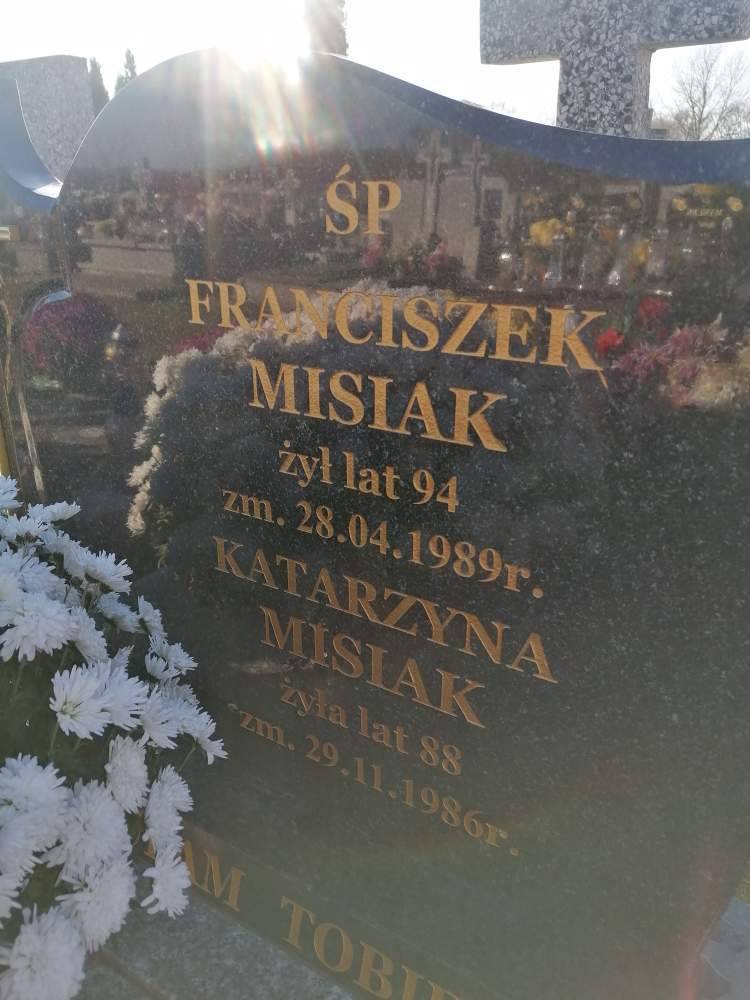 ŚP
FRANCISZEK
MISIAK
żył lat 94
zm. 28.04.1989r.
KATARZYNA
MISIAK
żyła lat 88
zm. 29.11.1986r.
TOBIE